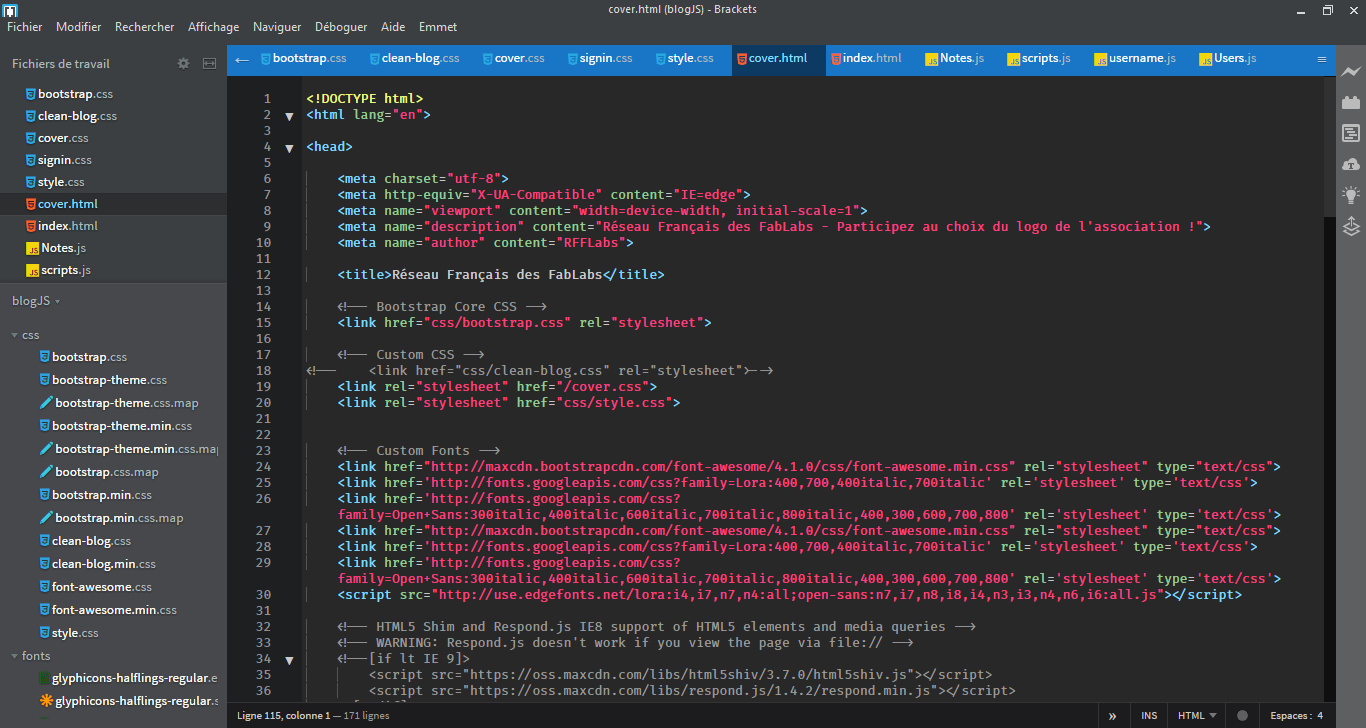 cover.html (blogJS) - Brackets
Fichier Modifier Rechercher Affichage Naviguer Déboguer Aide Emmet
Fichiers de travail
bootstrap.css
clean-blog.css
cover.css
signin.css
style.css
cover.html
index.html
Notes.js
scripts.js
blogJS
css
bootstrap.css
bootstrap-theme.css
bootstrap-theme.css.map
bootstrap-theme.min.css
bootstrap-theme.min.css.ma
bootstrap.css.map
bootstrap.min.css
bootstrap.min.css.map
clean-blog.css
clean-blog.min.css
font-awesome.css
font-awesome.min.css
style.css
fonts
glyphicons-halflings-regular.e
glyphicons-halflings-regular.s
bootstrap.css clean-blog.css cover.css signin.css style.css cover.html index.html Notes.js scripts.js username.js Users.js
1 <!DOCTYPE html>
2 <html lang="en">
3
4 <head>
5
6 <meta charset="utf-8">
7 <meta http-equiv="X-UA-Compatible" content="IE=edge">
8 <meta name="viewport" content="width=device-width, initial-scale=1">
9 <meta name="description" content="Réseau Français des FabLabs - Participez au choix du logo de l'association !">
10 <meta name="author" content="RFFLabs">
11
12 <title>Réseau Français des FabLabs</title>
13
14 <!-- Bootstrap Core CSS -->
15 <link href="css/bootstrap.css" rel="stylesheet">
16
17 <!-- Custom CSS -->
18 <!-- <link href="css/clean-blog.css" rel="stylesheet">-->
19 <link rel="stylesheet" href="/cover.css">
20 <link rel="stylesheet" href="css/style.css">
21
22
23 <!-- Custom Fonts -->
24 <link href="http://maxcdn.bootstrapcdn.com/font-awesome/4.1.0/css/font-awesome.min.css" rel="stylesheet" type="text/css">
25 <link href='http://fonts.googleapis.com/css?family=Lora:400,700,400italic,700italic' rel='stylesheet' type='text/css'>
26 <link href='http://fonts.googleapis.com/css?
family=Open+Sans:300italic,400italic,600italic,700italic,800italic,400,300,600,700,800' rel='stylesheet' type='text/css'>
27 <link href="http://maxcdn.bootstrapcdn.com/font-awesome/4.1.0/css/font-awesome.min.css" rel="stylesheet" type="text/css">
28 <link href='http://fonts.googleapis.com/css?family=Lora:400,700,400italic,700italic' rel='stylesheet' type='text/css'>
29 <link href='http://fonts.googleapis.com/css?
family=Open+Sans:300italic,400italic,600italic,700italic,800italic,400,300,600,700,800' rel='stylesheet' type='text/css'>
30 <script src="http://use.edgefonts.net/lora:i4,i7,n7,n4:all;open-sans:n7,i7,n8,i8,i4,n3,i3,n4,n6,i6:all.js"></script>
31
32 <!-- HTML5 Shim and Respond.js IE8 support of HTML5 elements and media queries -->
33 <!-- WARNING: Respond.js doesn't work if you view the page via file:// -->
34 <!--[if lt IE 9]>
35 <script src="https://oss.maxcdn.com/libs/html5shiv/3.7.0/html5shiv.js"></script>
36 <script src="https://oss.maxcdn.com/libs/respond.js/1.4.2/respond.min.js"></script>
Ligne 115, colonne 1 — 171 lignes » INS HTML Espaces : 4